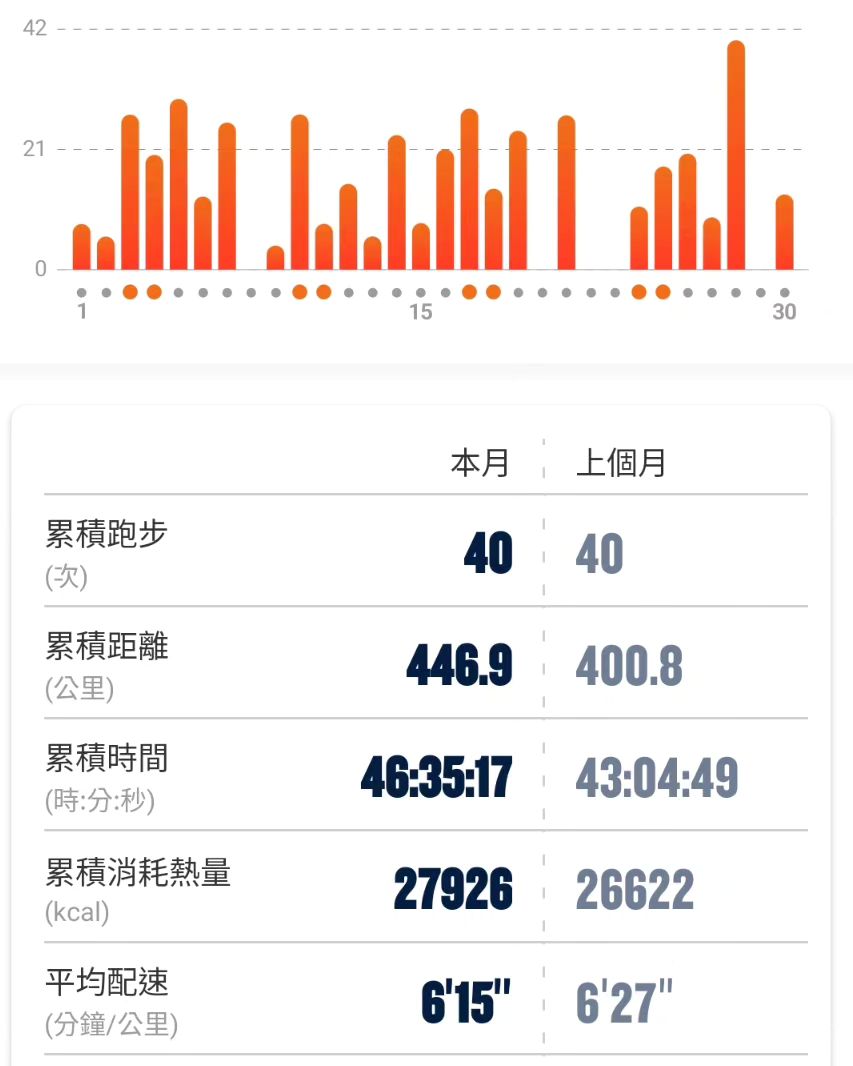 42
21
0
1 15 30
本月 上個月
累積跑步
(次)
40 40
累積距離
(公里)
446.9 400.8
累積時間
(時:分:秒)
46:35:17 43:04:49
累積消耗熱量
(kcal)
27926 26622
平均配速
(分鐘/公里)
6'15" 6'27"